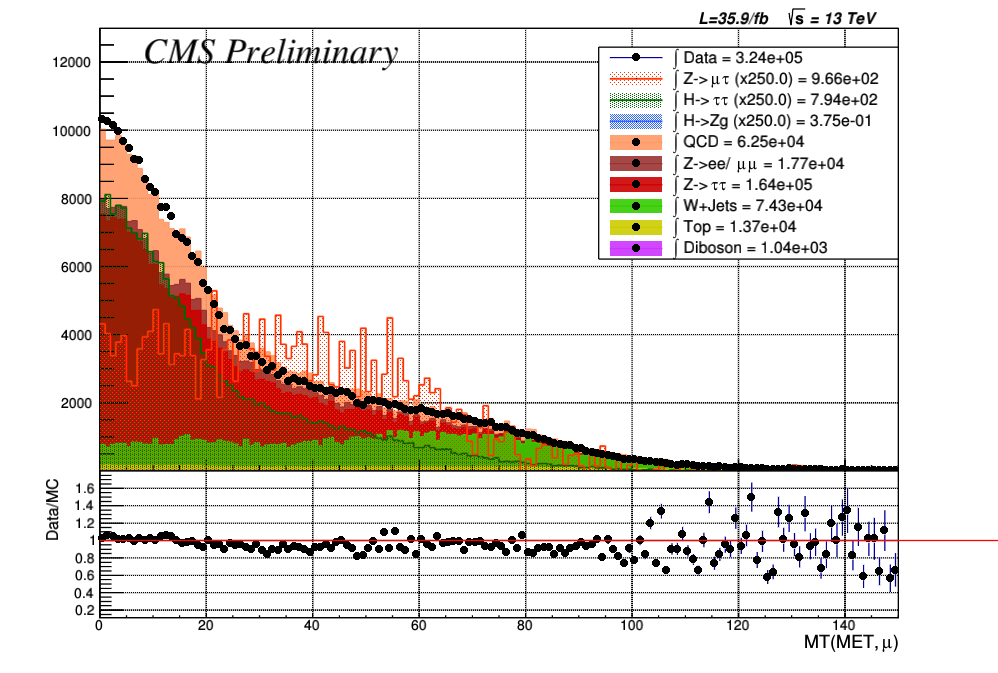 L=35.9/fb √s = 13 TeV
CMS Preliminary
∫ Data = 3.24e+05
∫ Z-> μτ (x250.0) = 9.66e+02
∫ H-> ττ (x250.0) = 7.94e+02
∫ H->Zg (x250.0) = 3.75e-01
∫ QCD = 6.25e+04
∫ Z->ee/ μμ = 1.77e+04
∫ Z-> ττ = 1.64e+05
∫ W+Jets = 7.43e+04
∫ Top = 1.37e+04
∫ Diboson = 1.04e+03
12000
10000
8000
6000
4000
2000
Data/MC
1.6
1.4
1.2
1
0.8
0.6
0.4
0.2
0 20 40 60 80 100 120 140
MT(MET, μ)